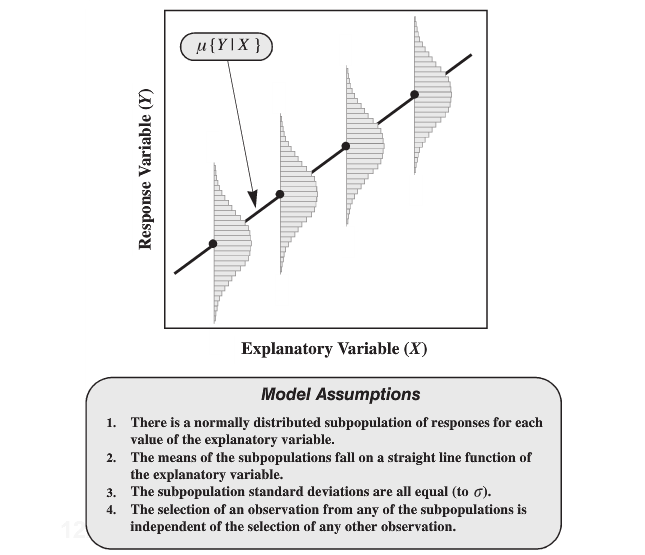 μ{Y|X}
Response Variable (Y)
Explanatory Variable (X)
Model Assumptions
1. There is a normally distributed subpopulation of responses for each
value of the explanatory variable.
2. The means of the subpopulations fall on a straight line function of
the explanatory variable.
3. The subpopulation standard deviations are all equal (to σ).
4. The selection of an observation from any of the subpopulations is
independent of the selection of any other observation.
12